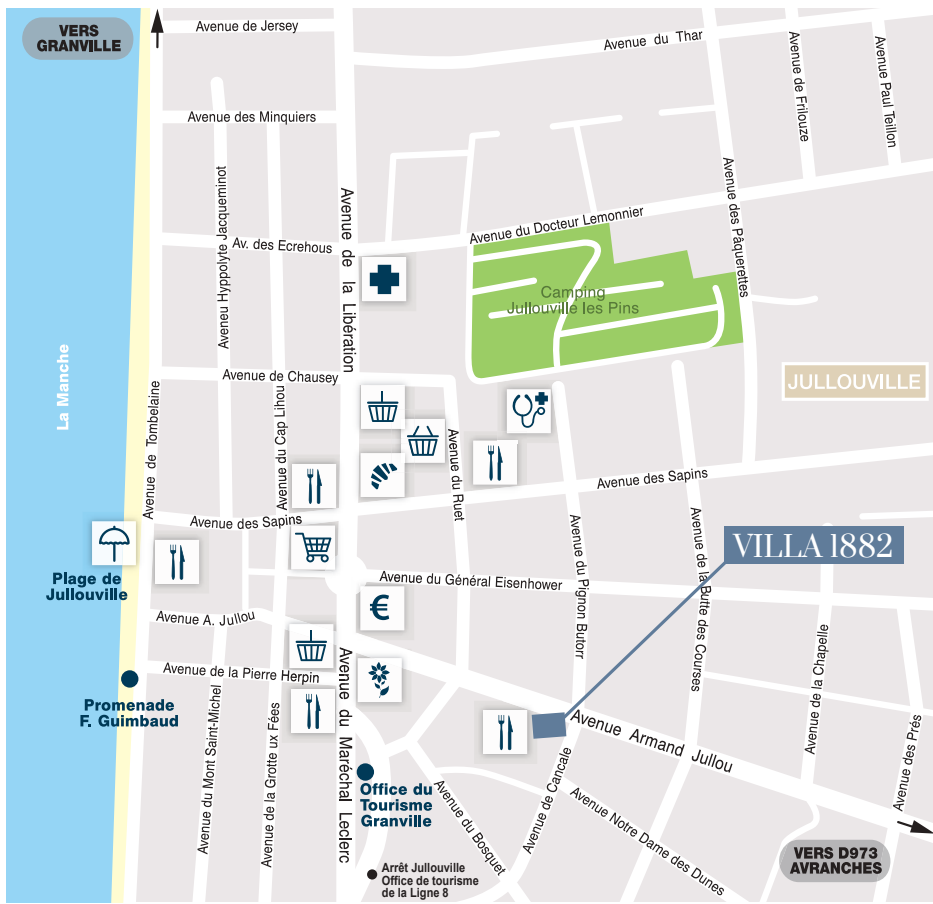 VERS
GRANVILLE
Avenue de Jersey
Avenue du Thar
Avenue de Frilouze
Avenue Paul Teillon
Avenue des Minquiers
Aveneu Hyppolyte Jacqueminot
Avenue de la Libération
Avenue des Pâquerettes
Avenue du Docteur Lemonnier
Av. des Ecrehous
Camping
Jullouville les Pins
La Manche
Avenue de Chausey
JULLOUVILLE
Avenue de Tombelaine
Avenue du Cap Lihou
Avenue du Ruet
Avenue des Sapins
Avenue des Sapins
VILLA 1882
Avenue du Pignon Butorr
Avenue de la Butte des Courses
Plage de
Jullouville
Avenue du Général Eisenhower
€
Avenue A. Jullou
Avenue de la Chapelle
Avenue de la Pierre Herpin
Promenade
F. Guimbaud
Avenue du Mont Saint-Michel
Avenue de la Grotte ux Fées
Avenue du Maréchal Leclerc
Avenue Armand Jullou
Avenue des Prés
Office du
Tourisme
Granville
Avenue du Bosquet
Avenue de Cancale
Avenue Notre Dame des Dunes
VERS D973
AVRANCHES
Arrêt Jullouville
Office de tourisme
de la Ligne 8